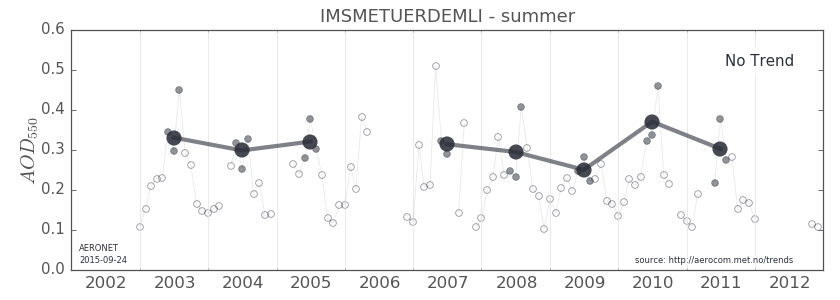 IMSMETUERDEMLI - summer
0.6
0.5
0.4
0.3
0.2
0.1
0.0
AOD550
No Trend
AERONET
2015-09-24
source: http://aerocom.met.no/trends
2002 2003 2004 2005 2006 2007 2008 2009 2010 2011 2012